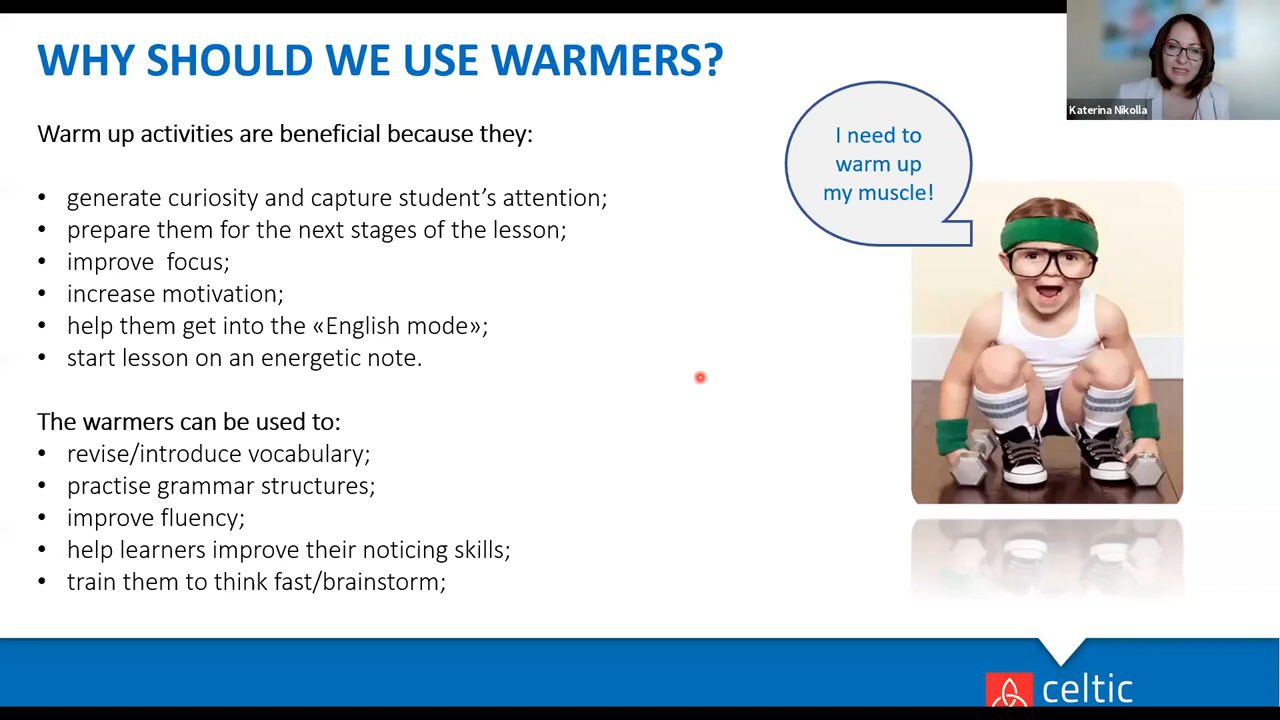 WHY SHOULD WE USE WARMERS?
Katerina Nikolla
Warm up activities are beneficial because they:
I need to
warm up
my muscle!
• generate curiosity and capture student’s attention;
• prepare them for the next stages of the lesson;
• improve  focus;
• increase motivation;
• help them get into the «English mode»;
• start lesson on an energetic note.
The warmers can be used to:
• revise/introduce vocabulary;
• practise grammar structures;
• improve fluency;
• help learners improve their noticing skills;
• train them to think fast/brainstorm;
celtic